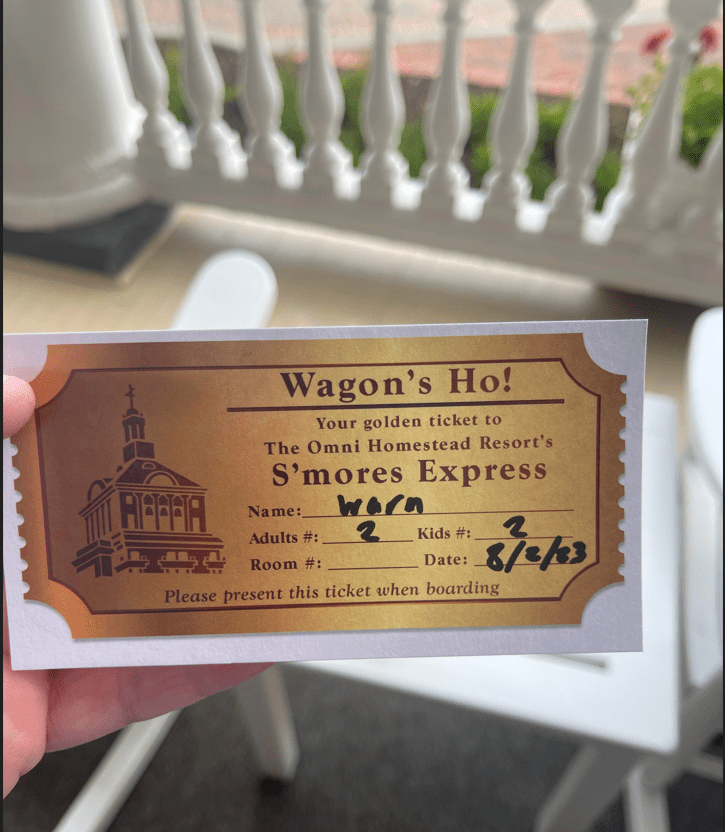 Wagon's Ho!
Your golden ticket to
The Omni Homestead Resort's
S'mores Express
Name: Warn
Adults #: 2 Kids #: 2
Room #: Date: 8/2/23
Please present this ticket when boarding